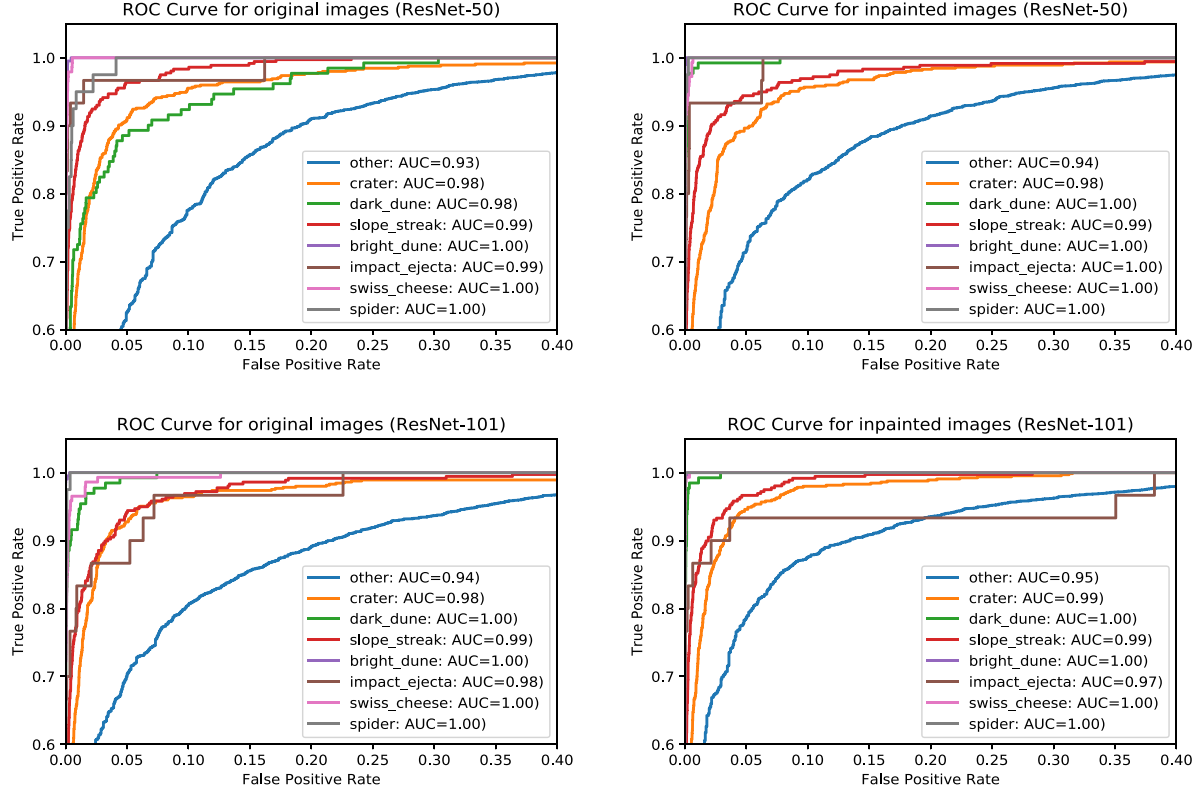 ROC Curve for original images (ResNet-50)
True Positive Rate
1.0
0.9
0.8
0.7
0.6
other: AUC=0.93)
crater: AUC=0.98)
dark_dune: AUC=0.98)
slope_streak: AUC=0.99)
bright_dune: AUC=1.00)
impact_ejecta: AUC=0.99)
swiss_cheese: AUC=1.00)
spider: AUC=1.00)
0.00 0.05 0.10 0.15 0.20 0.25 0.30 0.35 0.40
False Positive Rate
ROC Curve for inpainted images (ResNet-50)
True Positive Rate
1.0
0.9
0.8
0.7
0.6
other: AUC=0.94)
crater: AUC=0.98)
dark_dune: AUC=1.00)
slope_streak: AUC=0.99)
bright_dune: AUC=1.00)
impact_ejecta: AUC=1.00)
swiss_cheese: AUC=1.00)
spider: AUC=1.00)
0.00 0.05 0.10 0.15 0.20 0.25 0.30 0.35 0.40
False Positive Rate
ROC Curve for original images (ResNet-101)
True Positive Rate
1.0
0.9
0.8
0.7
0.6
other: AUC=0.94)
crater: AUC=0.98)
dark_dune: AUC=1.00)
slope_streak: AUC=0.99)
bright_dune: AUC=1.00)
impact_ejecta: AUC=0.98)
swiss_cheese: AUC=1.00)
spider: AUC=1.00)
0.00 0.05 0.10 0.15 0.20 0.25 0.30 0.35 0.40
False Positive Rate
ROC Curve for inpainted images (ResNet-101)
True Positive Rate
1.0
0.9
0.8
0.7
0.6
other: AUC=0.95)
crater: AUC=0.99)
dark_dune: AUC=1.00)
slope_streak: AUC=0.99)
bright_dune: AUC=1.00)
impact_ejecta: AUC=0.97)
swiss_cheese: AUC=1.00)
spider: AUC=1.00)
0.00 0.05 0.10 0.15 0.20 0.25 0.30 0.35 0.40
False Positive Rate